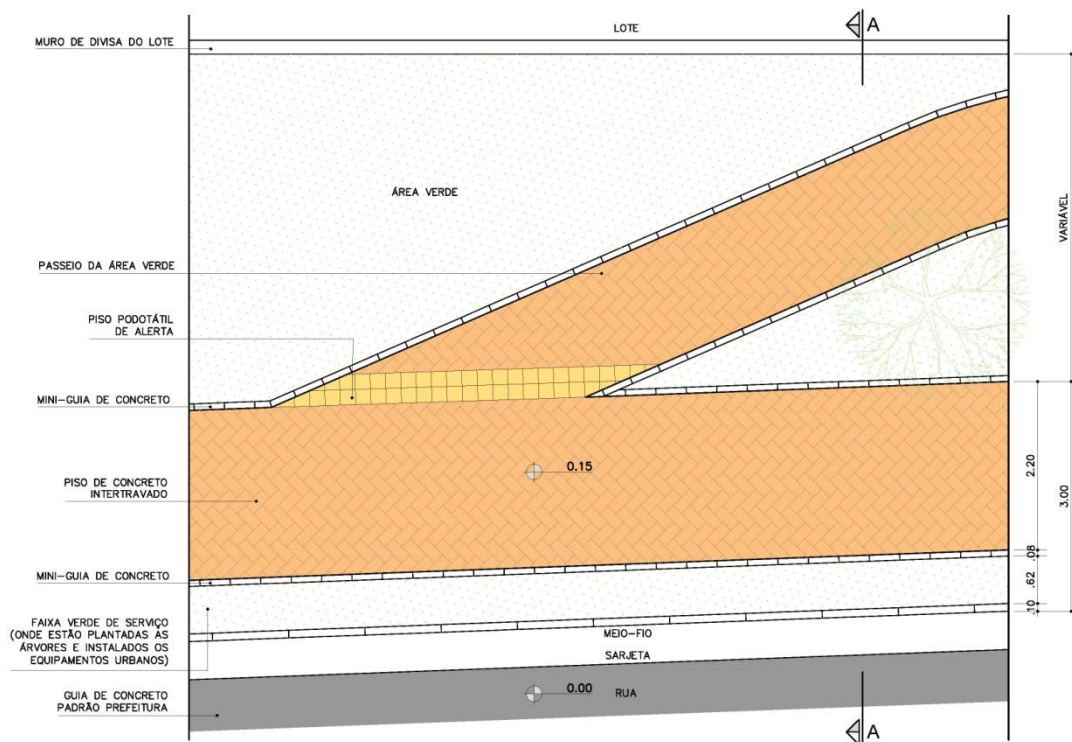 LOTE
A
MURO DE DIVISA DO LOTE
ÁREA VERDE
VARIÁVEL
PASSEIO DA ÁREA VERDE
PISO PODOTÁTIL
DE ALERTA
MINI-GUIA DE CONCRETO
0.15
2.20
3.00
PISO DE CONCRETO
INTERTRAVADO
.08
MINI-GUIA DE CONCRETO
.62
.10
FAIXA VERDE DE SERVIÇO
(ONDE ESTÃO PLANTADAS ÀS
ÁRVORES E INSTALADOS OS
EQUIPAMENTOS URBANOS)
MEIO-FIO
SARJETA
GUIA DE CONCRETO
PADRÃO PREFEITURA
0.00 RUA
A